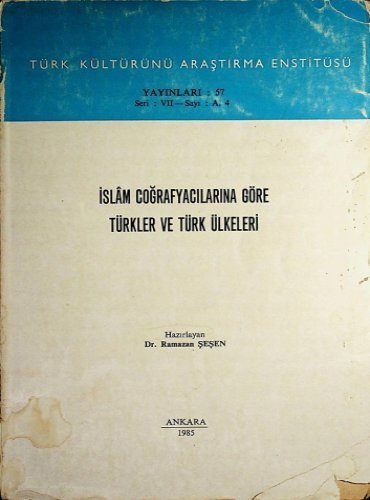 TÜRK KÜLTÜRÜNÜ ARAŞTIRMA ENSTİTÜSÜ
YAYINLARI : 57
Seri : VII — Sayı : A. 4
İSLÂM COĞRAFYACILARINA GÖRE
TÜRKLER VE TÜRK ÜLKELERİ
Hazırlayan
Dr. Ramazan ŞEŞEN
ANKARA
1985